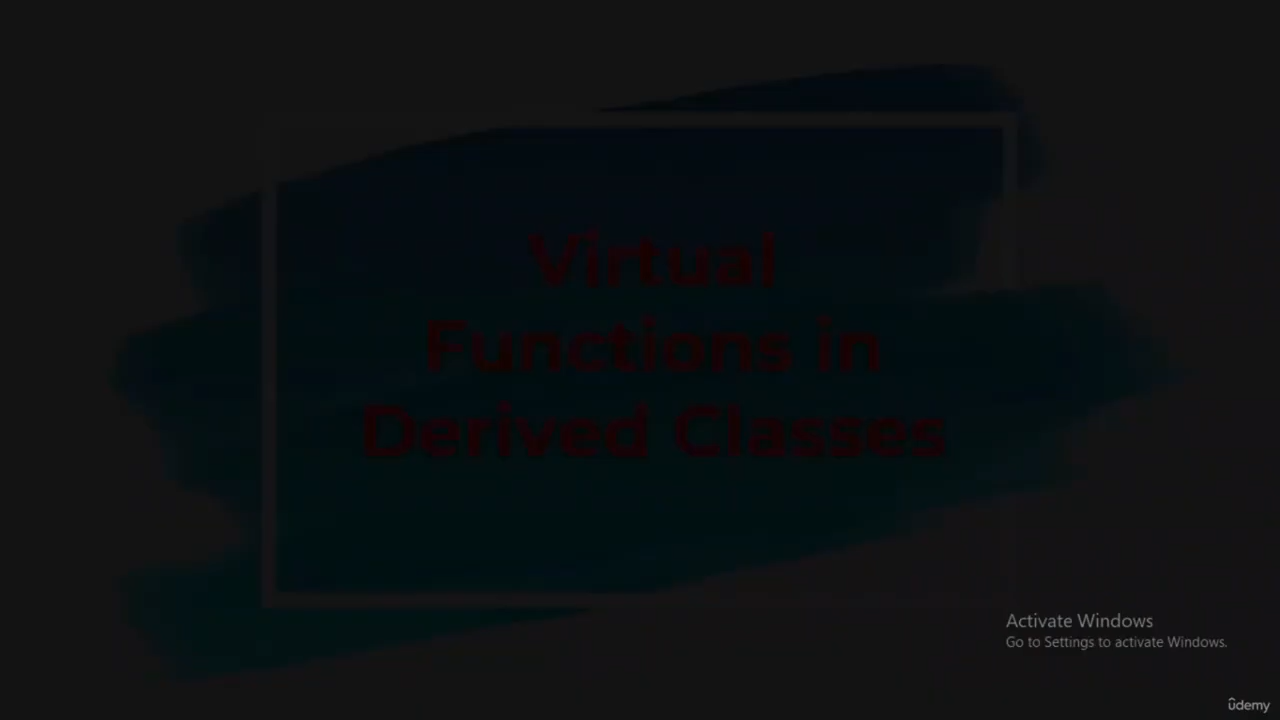 Virtual
Functions in
Derived Classes
Activate Windows
Go to Settings to activate Windows.
ûdemy